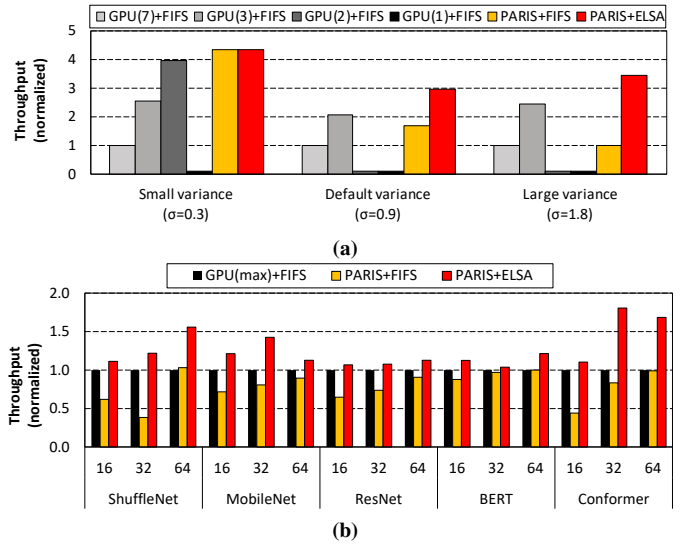 GPU(7)+FIFS GPU(3)+FIFS GPU(2)+FIFS GPU(1)+FIFS PARIS+FIFS PARIS+ELSA
Throughput
(normalized)
5
4
3
2
1
0
Small variance Default variance Large variance
(σ=0.3) (σ=0.9) (σ=1.8)
(a)
GPU(max)+FIFS PARIS+FIFS PARIS+ELSA
Throughput
(normalized)
2.0
1.5
1.0
0.5
0.0
16 32 64 16 32 64 16 32 64 16 32 64 16 32 64
ShuffleNet MobileNet ResNet BERT Conformer
(b)